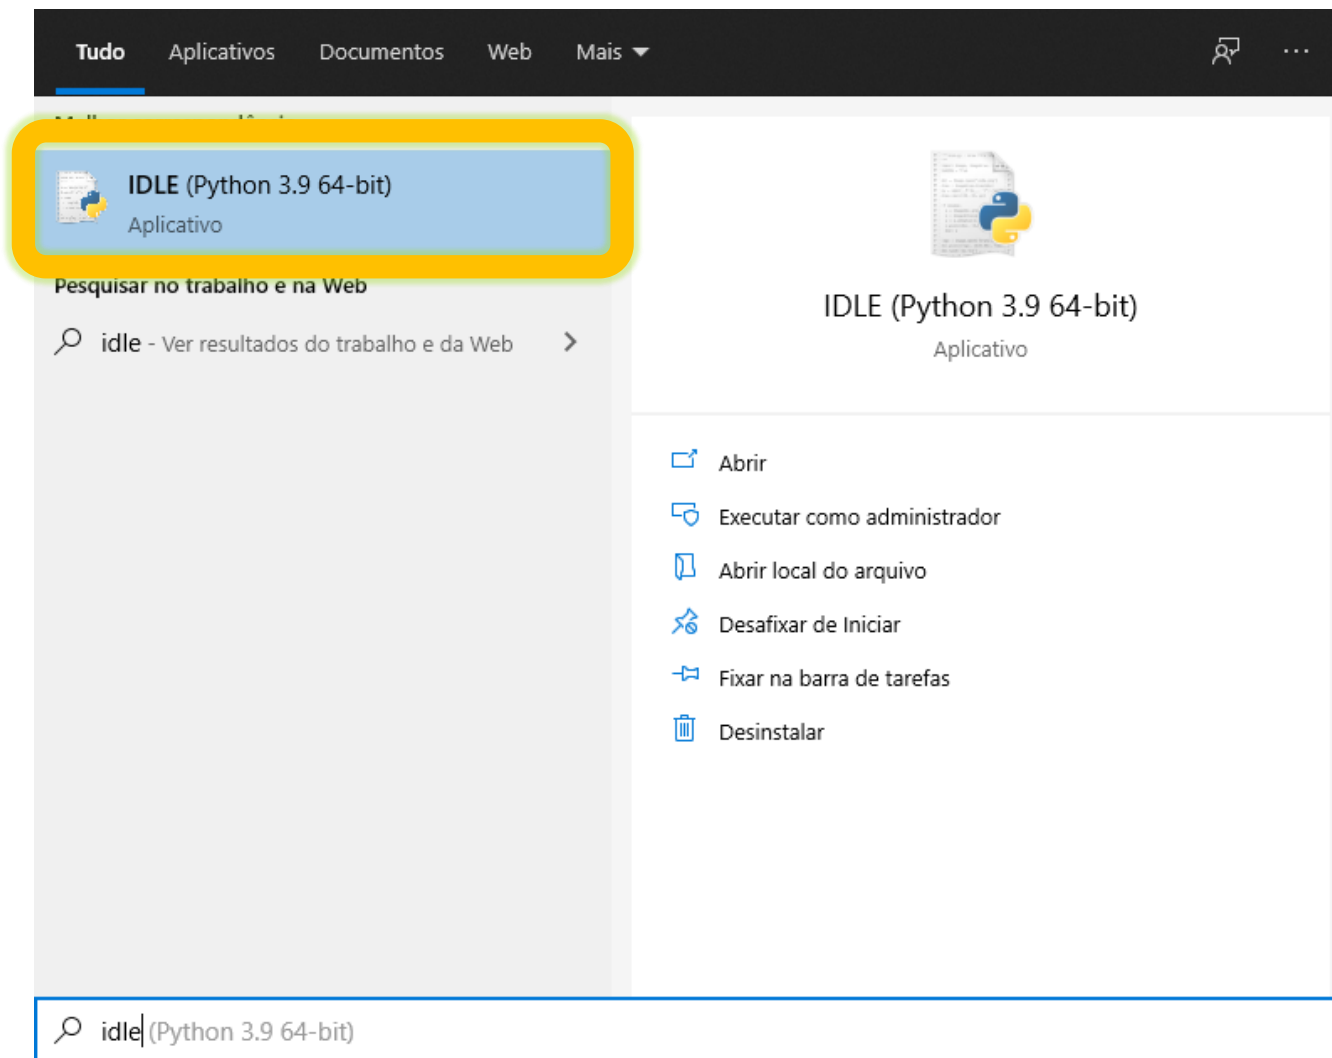 Tudo Aplicativos Documentos Web Mais
IDLE (Python 3.9 64-bit)
Aplicativo
Pesquisar no trabalho e na Web
idle - Ver resultados do trabalho e da Web
IDLE (Python 3.9 64-bit)
Aplicativo
Abrir
Executar como administrador
Abrir local do arquivo
Desafixar de Iniciar
Fixar na barra de tarefas
Desinstalar
idle (Python 3.9 64-bit)